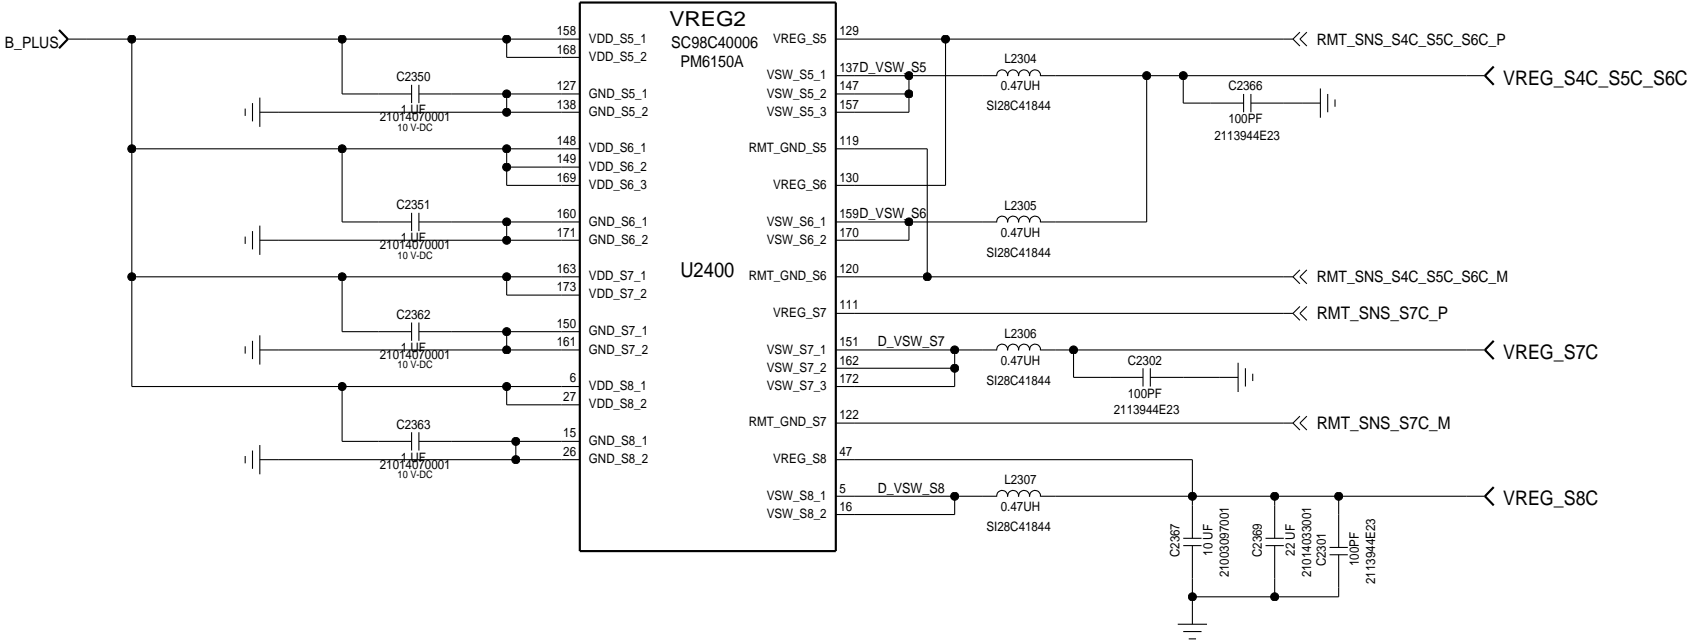 B_PLUS
VREG2
SC98C40006
PM6150A
U2400
158 VDD_S5_1
168 VDD_S5_2
C2350
1 UF
21014070001
10 V-DC
127 GND_S5_1
138 GND_S5_2
148 VDD_S6_1
149 VDD_S6_2
169 VDD_S6_3
C2351
1 UF
21014070001
10 V-DC
160 GND_S6_1
171 GND_S6_2
163 VDD_S7_1
173 VDD_S7_2
C2362
1 UF
21014070001
10 V-DC
150 GND_S7_1
161 GND_S7_2
6 VDD_S8_1
27 VDD_S8_2
C2363
1 UF
21014070001
10 V-DC
15 GND_S8_1
26 GND_S8_2
VREG_S5 129
RMT_SNS_S4C_S5C_S6C_P
VSW_S5_1 137 D_VSW_S5
VSW_S5_2 147
VSW_S5_3 157
L2304
0.47UH
SI28C41844
VREG_S4C_S5C_S6C
C2366
100PF
2113944E23
RMT_GND_S5 119
VREG_S6 130
VSW_S6_1 159 D_VSW_S6
VSW_S6_2 170
L2305
0.47UH
SI28C41844
RMT_GND_S6 120
RMT_SNS_S4C_S5C_S6C_M
VREG_S7 111
RMT_SNS_S7C_P
VSW_S7_1 151 D_VSW_S7
VSW_S7_2 162
VSW_S7_3 172
L2306
0.47UH
SI28C41844
VREG_S7C
C2302
100PF
2113944E23
RMT_GND_S7 122
RMT_SNS_S7C_M
VREG_S8 47
VSW_S8_1 5 D_VSW_S8
VSW_S8_2 16
L2307
0.47UH
SI28C41844
VREG_S8C
C2367
10 UF
21003097001
C2369
22 UF
21014033001
C2301
100PF
2113944E23